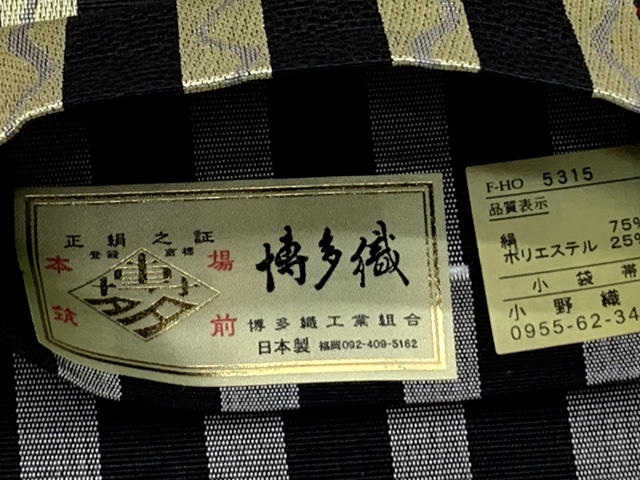 正絹之証
登録 商標
本場
筑前
博多織
博多織工業組合
日本製 福岡092-409-5162
F-HO 5315
品質表示
絹 75%
ポリエステル 25%
小袋帯
小野織
0955-62-34